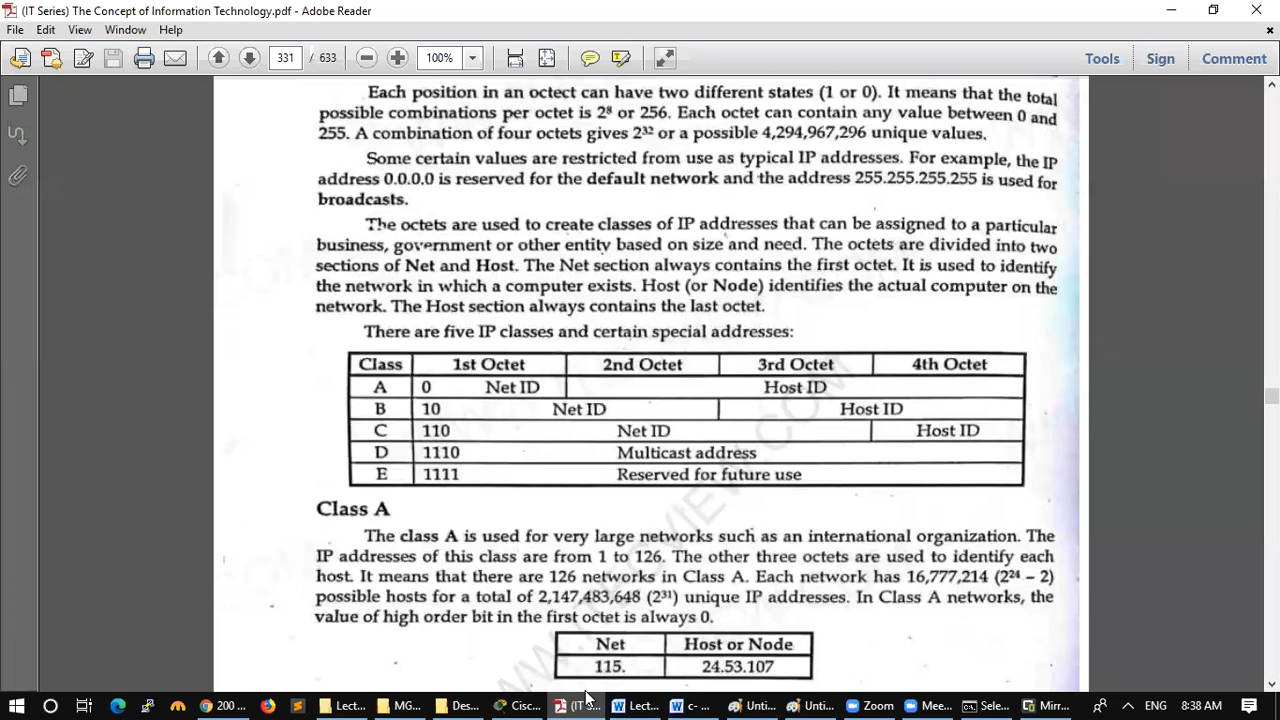 (IT Series) The Concept of Information Technology.pdf - Adobe Reader
File Edit View Window Help
331 / 633 100% Tools Sign Comment
Each position in an octect can have two different states (1 or 0). It means that the total
possible combinations per octet is 2⁸ or 256. Each octet can contain any value between 0 and
255. A combination of four octets gives 2³² or a possible 4,294,967,296 unique values.
Some certain values are restricted from use as typical IP addresses. For example, the IP
address 0.0.0.0 is reserved for the default network and the address 255.255.255.255 is used for
broadcasts.
The octets are used to create classes of IP addresses that can be assigned to a particular
business, government or other entity based on size and need. The octets are divided into two
sections of Net and Host. The Net section always contains the first octet. It is used to identify
the network in which a computer exists. Host (or Node) identifies the actual computer on the
network. The Host section always contains the last octet.
There are five IP classes and certain special addresses:
Class 1st Octet 2nd Octet 3rd Octet 4th Octet
A 0 Net ID Host ID
B 10 Net ID Host ID
C 110 Net ID Host ID
D 1110 Multicast address
E 1111 Reserved for future use
Class A
The class A is used for very large networks such as an international organization. The
IP addresses of this class are from 1 to 126. The other three octets are used to identify each
host. It means that there are 126 networks in Class A. Each network has 16,777,214 (2²⁴ – 2)
possible hosts for a total of 2,147,483,648 (2³¹) unique IP addresses. In Class A networks, the
value of high order bit in the first octet is always 0.
Net Host or Node
115. 24.53.107
200 ... Lect... MG... Des... Cisc... (IT S... Lect... c- ... Unti... Unti... Zoom Mee... Sele... Mirr... ENG 8:38 AM